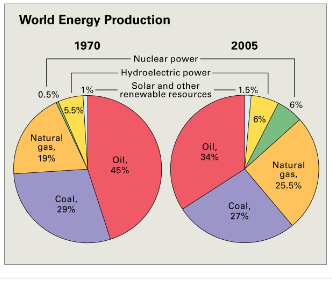 World Energy Production
1970
2005
Nuclear power
Hydroelectric power
Solar and other
renewable resources
0.5%
5.5%
1%
Natural
gas,
19%
Oil,
45%
Coal,
29%
1.5%
6%
6%
Oil,
34%
Natural
gas,
25.5%
Coal,
27%